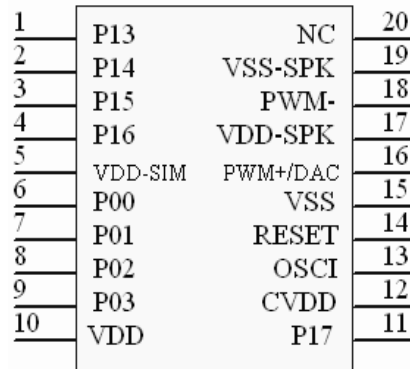 1 P13 NC 20
2 P14 VSS-SPK 19
3 P15 PWM- 18
4 P16 VDD-SPK 17
5 VDD-SIM PWM+/DAC 16
6 P00 VSS 15
7 P01 RESET 14
8 P02 OSCI 13
9 P03 CVDD 12
10 VDD P17 11